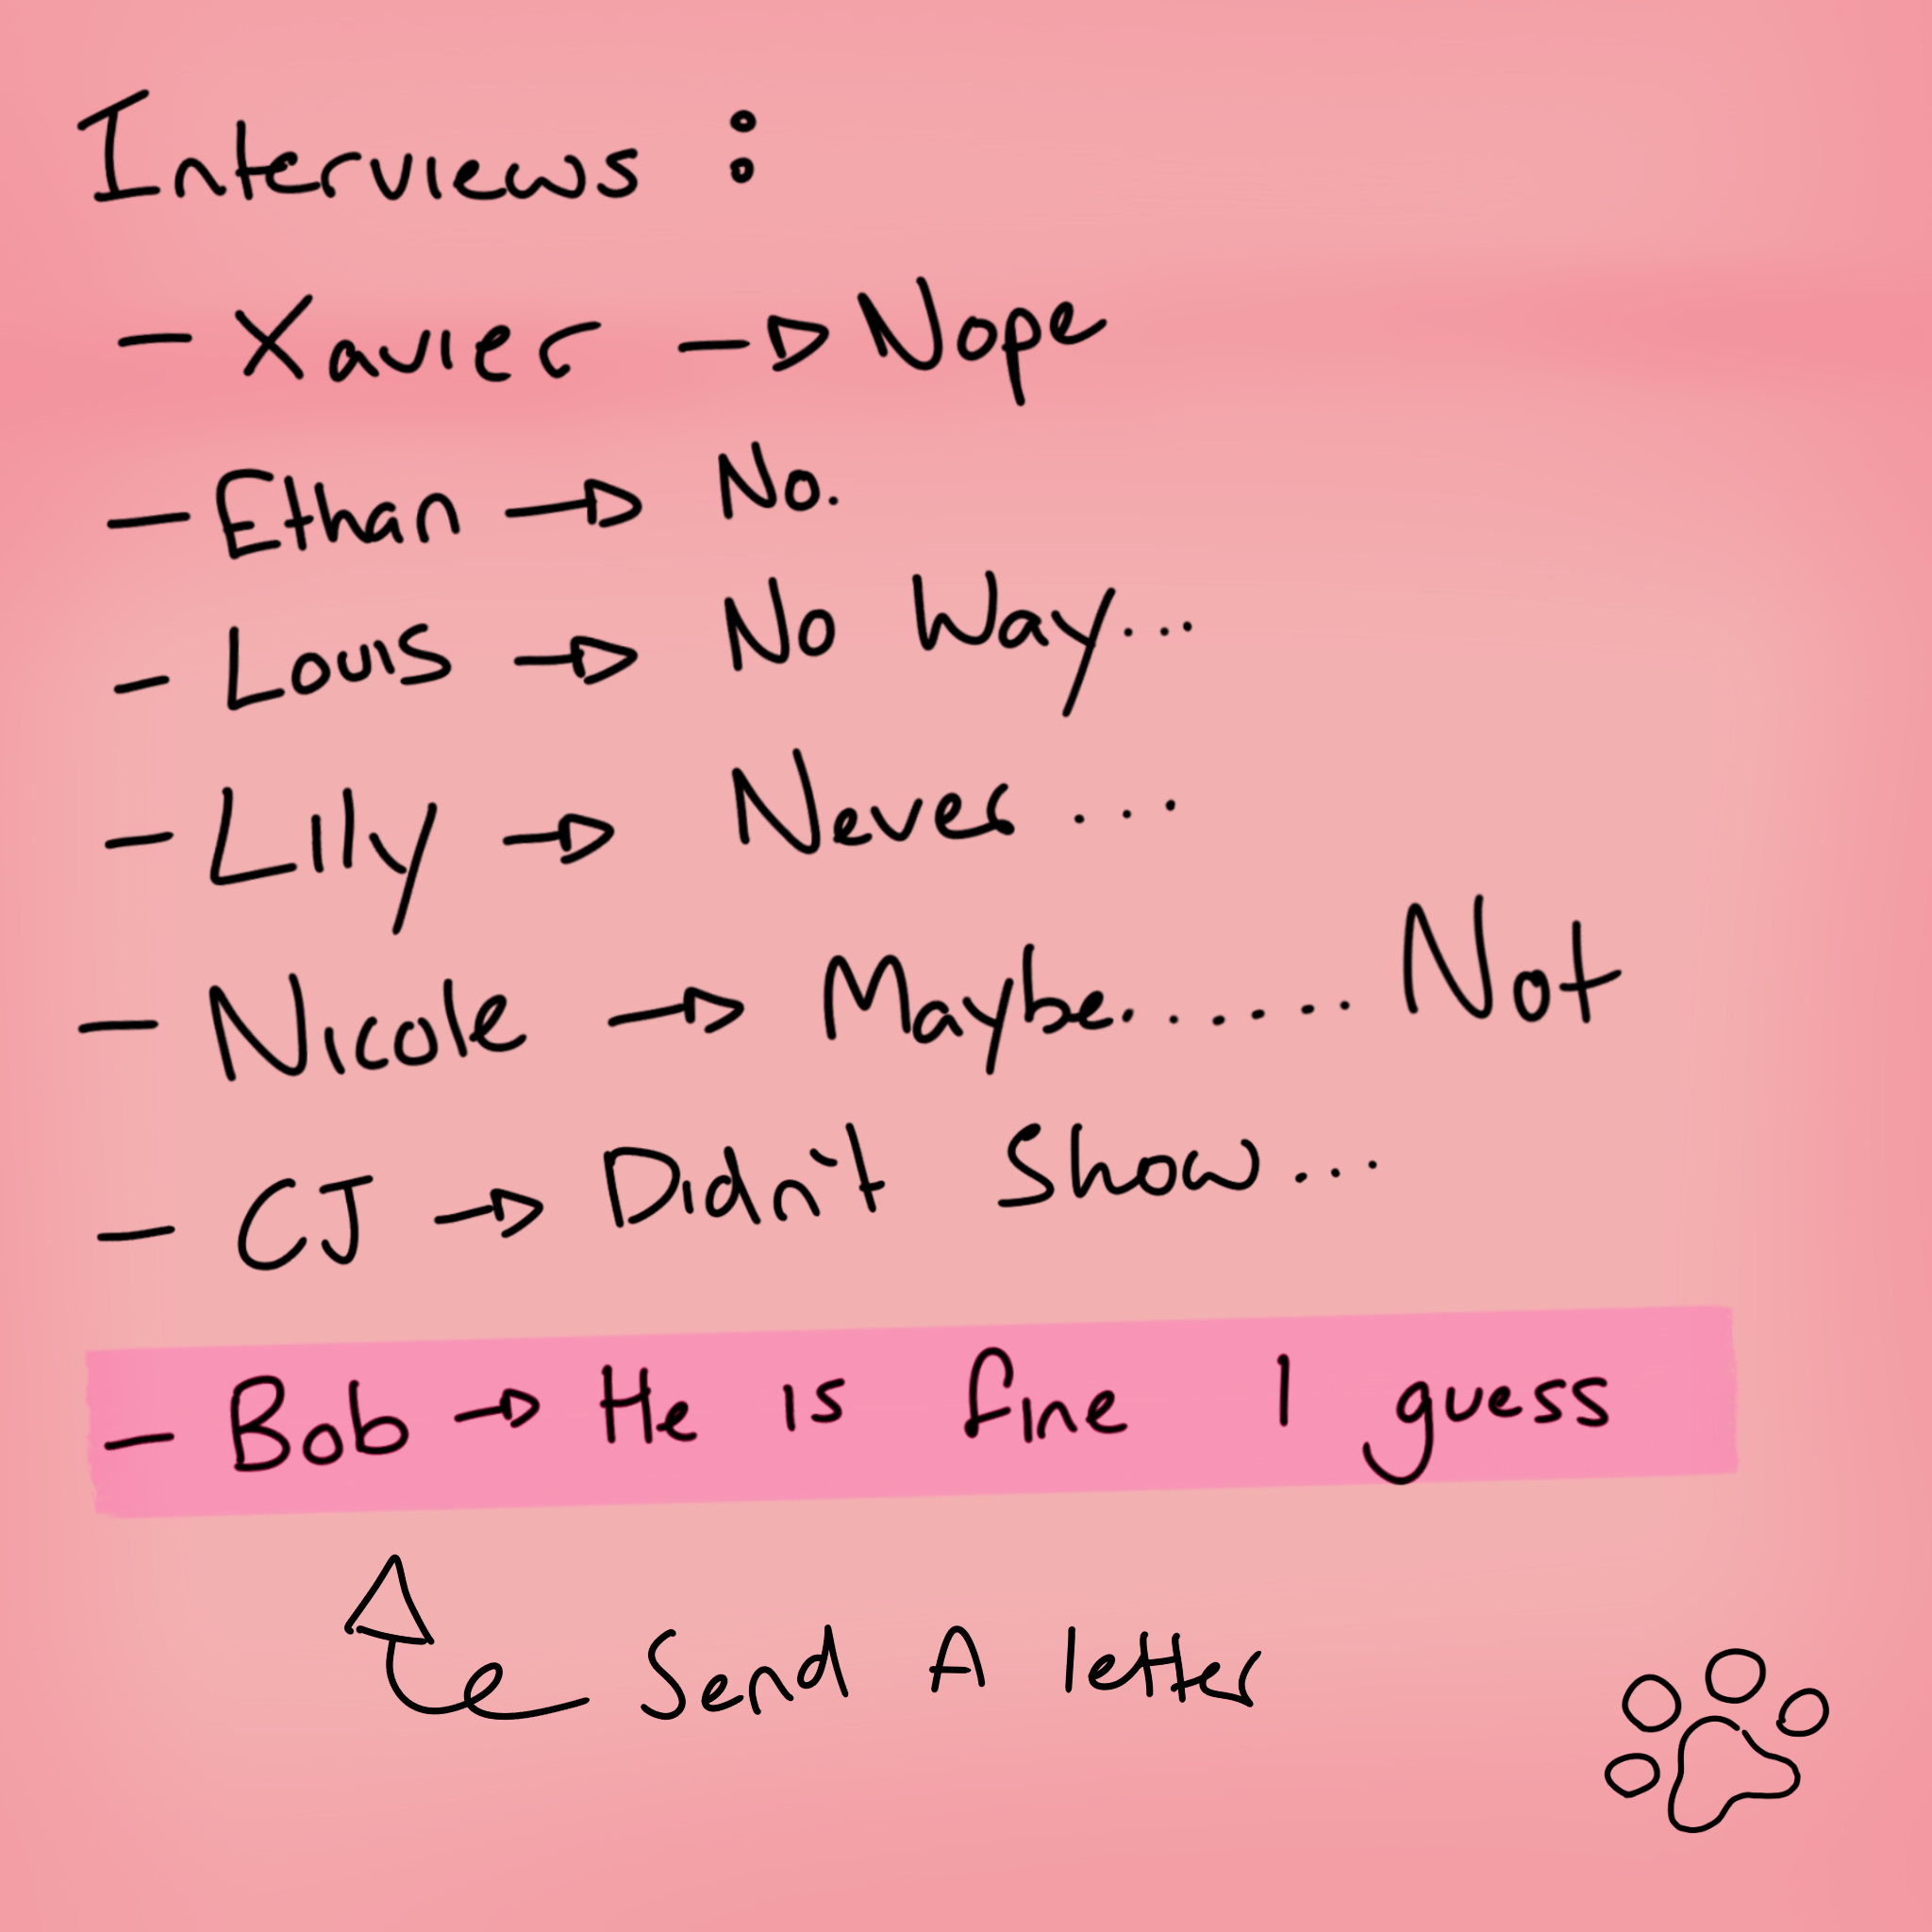 Interviews :
- Xavier → Nope
- Ethan → No.
- Louis → No Way...
- Lilly → Never...
- Nicole → Maybe...... Not
- CJ → Didn't Show...
- Bob → He is fine I guess
Send A letter